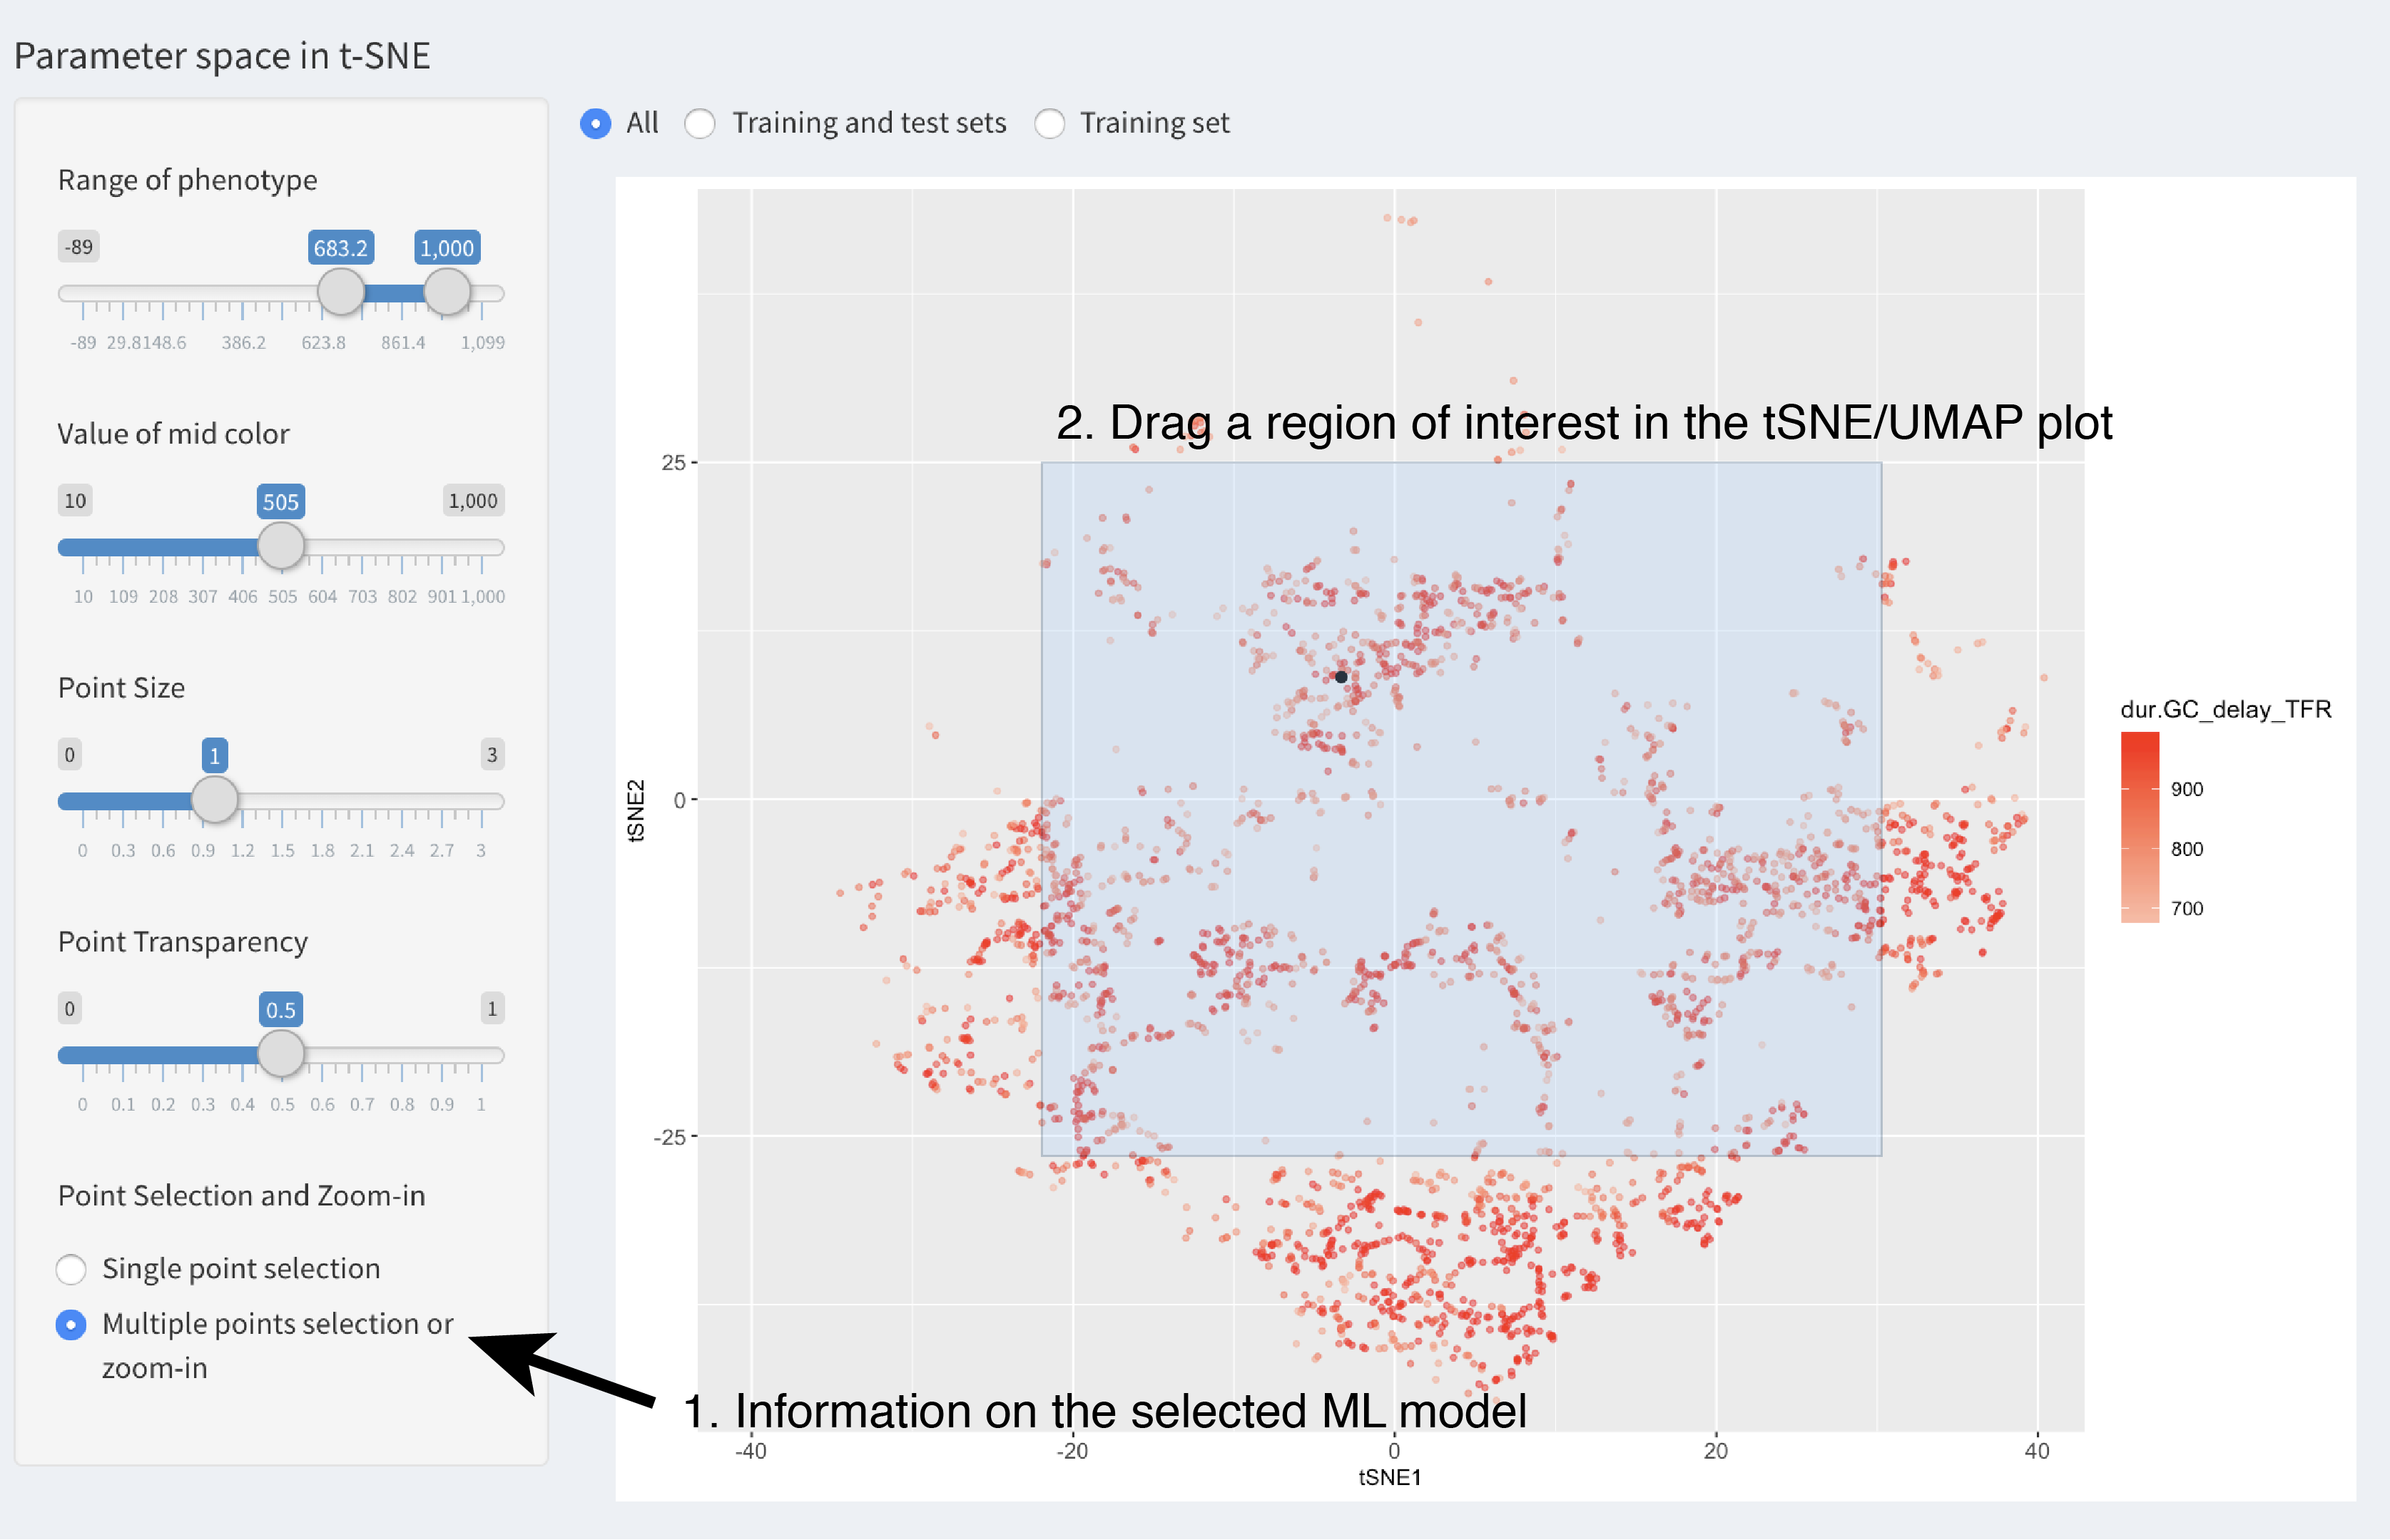 Parameter space in t-SNE
All Training and test sets Training set
Range of phenotype
-89 683.2 1,000
-89 29.8 148.6 386.2 623.8 861.4 1,099
Value of mid color
10 505 1,000
10 109 208 307 406 505 604 703 802 901 1,000
Point Size
0 1 3
0 0.3 0.6 0.9 1.2 1.5 1.8 2.1 2.4 2.7 3
Point Transparency
0 0.5 1
0 0.1 0.2 0.3 0.4 0.5 0.6 0.7 0.8 0.9 1
Point Selection and Zoom-in
Single point selection
Multiple points selection or
zoom-in
2. Drag a region of interest in the tSNE/UMAP plot
25
0
-25
tSNE2
1. Information on the selected ML model
-40 -20 0 20 40
tSNE1
dur.GC_delay_TFR
900
800
700